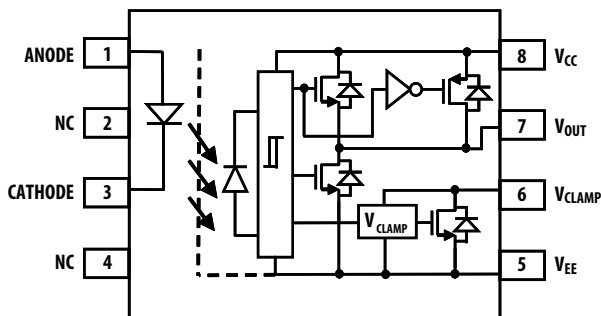 ANODE 1
8 VCC
NC 2
7 VOUT
CATHODE 3
6 VCLAMP
VCLAMP
NC 4
5 VEE